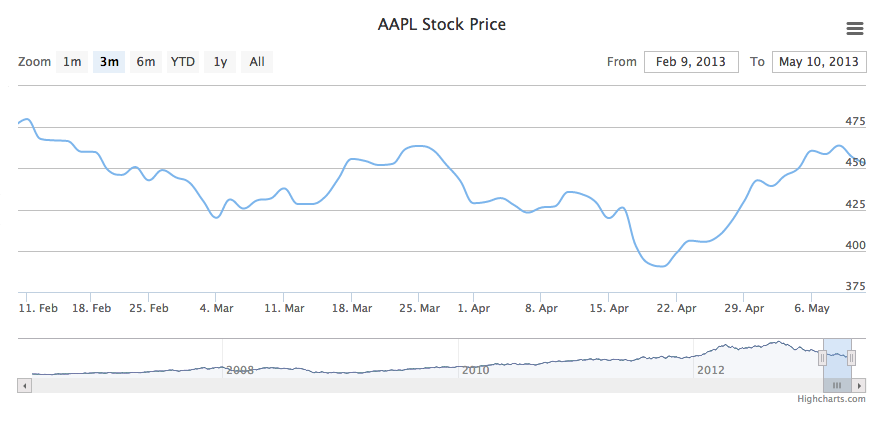 AAPL Stock Price
Zoom 1m 3m 6m YTD 1y All From Feb 9, 2013 To May 10, 2013
475
450
425
400
375
11. Feb 18. Feb 25. Feb 4. Mar 11. Mar 18. Mar 25. Mar 1. Apr 8. Apr 15. Apr 22. Apr 29. Apr 6. May
2008 2010 2012
Highcharts.com